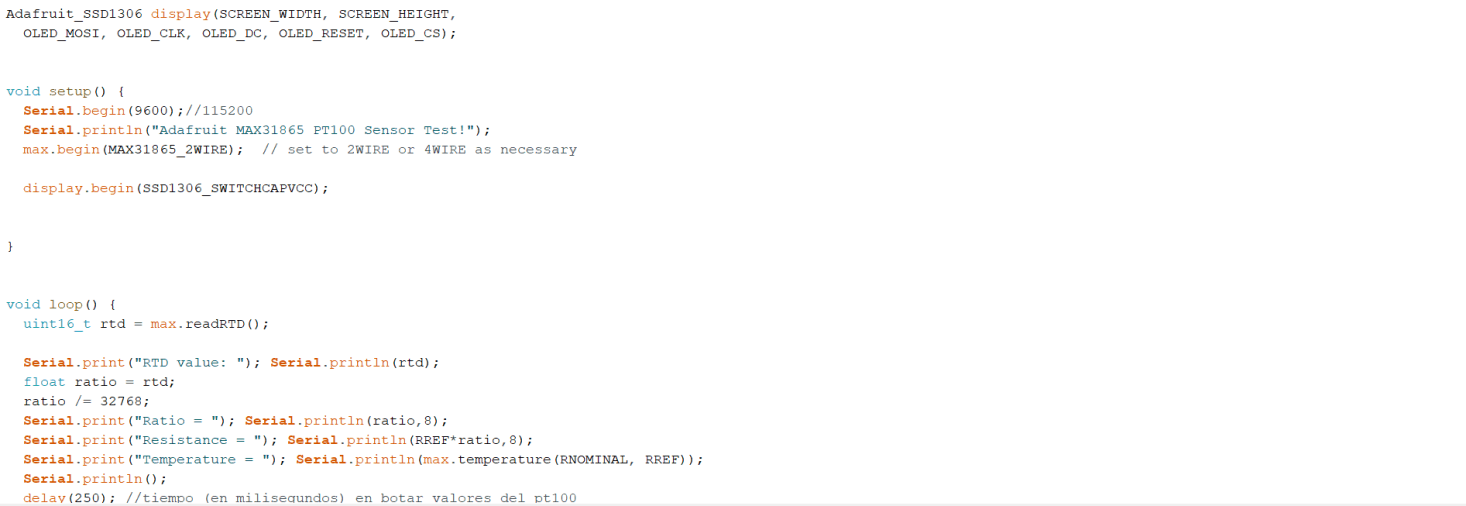 Adafruit_SSD1306 display(SCREEN_WIDTH, SCREEN_HEIGHT,
  OLED_MOSI, OLED_CLK, OLED_DC, OLED_RESET, OLED_CS);
void setup() {
  Serial.begin(9600);//115200
  Serial.println("Adafruit MAX31865 PT100 Sensor Test!");
  max.begin(MAX31865_2WIRE);  // set to 2WIRE or 4WIRE as necessary
  display.begin(SSD1306_SWITCHCAPVCC);
}
void loop() {
  uint16_t rtd = max.readRTD();
  Serial.print("RTD value: "); Serial.println(rtd);
  float ratio = rtd;
  ratio /= 32768;
  Serial.print("Ratio = "); Serial.println(ratio,8);
  Serial.print("Resistance = "); Serial.println(RREF*ratio,8);
  Serial.print("Temperature = "); Serial.println(max.temperature(RNOMINAL, RREF));
  Serial.println();
  delay(250); //tiempo (en milisegundos) en botar valores del pt100